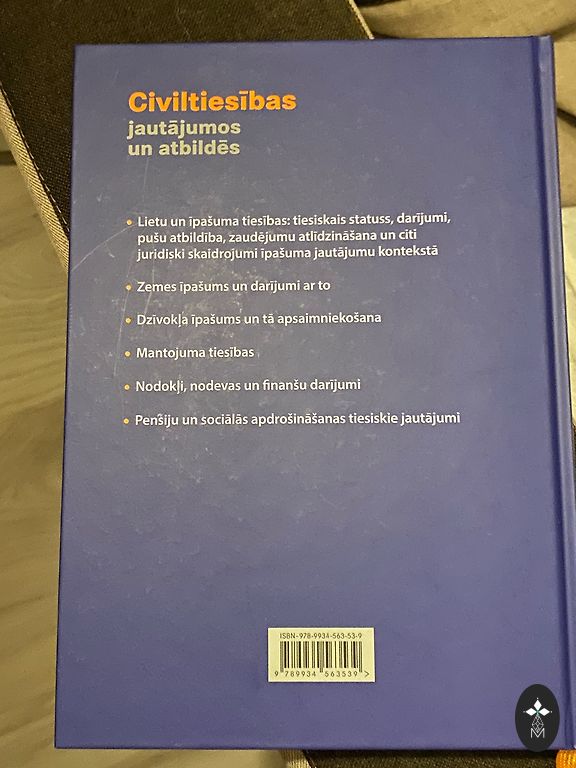 Civiltiesības
jautājumos
un atbildēs
• Lietu un īpašuma tiesības: tiesiskais statuss, darījumi,
pušu atbildība, zaudējumu atlīdzināšana un citi
juridiski skaidrojumi īpašuma jautājumu kontekstā
• Zemes īpašums un darījumi ar to
• Dzīvokļa īpašums un tā apsaimniekošana
• Mantojuma tiesības
• Nodokļi, nodevas un finanšu darījumi
• Pensiju un sociālās apdrošināšanas tiesiskie jautājumi
ISBN-978-9934-563-53-9
9 789934 563539 >
M